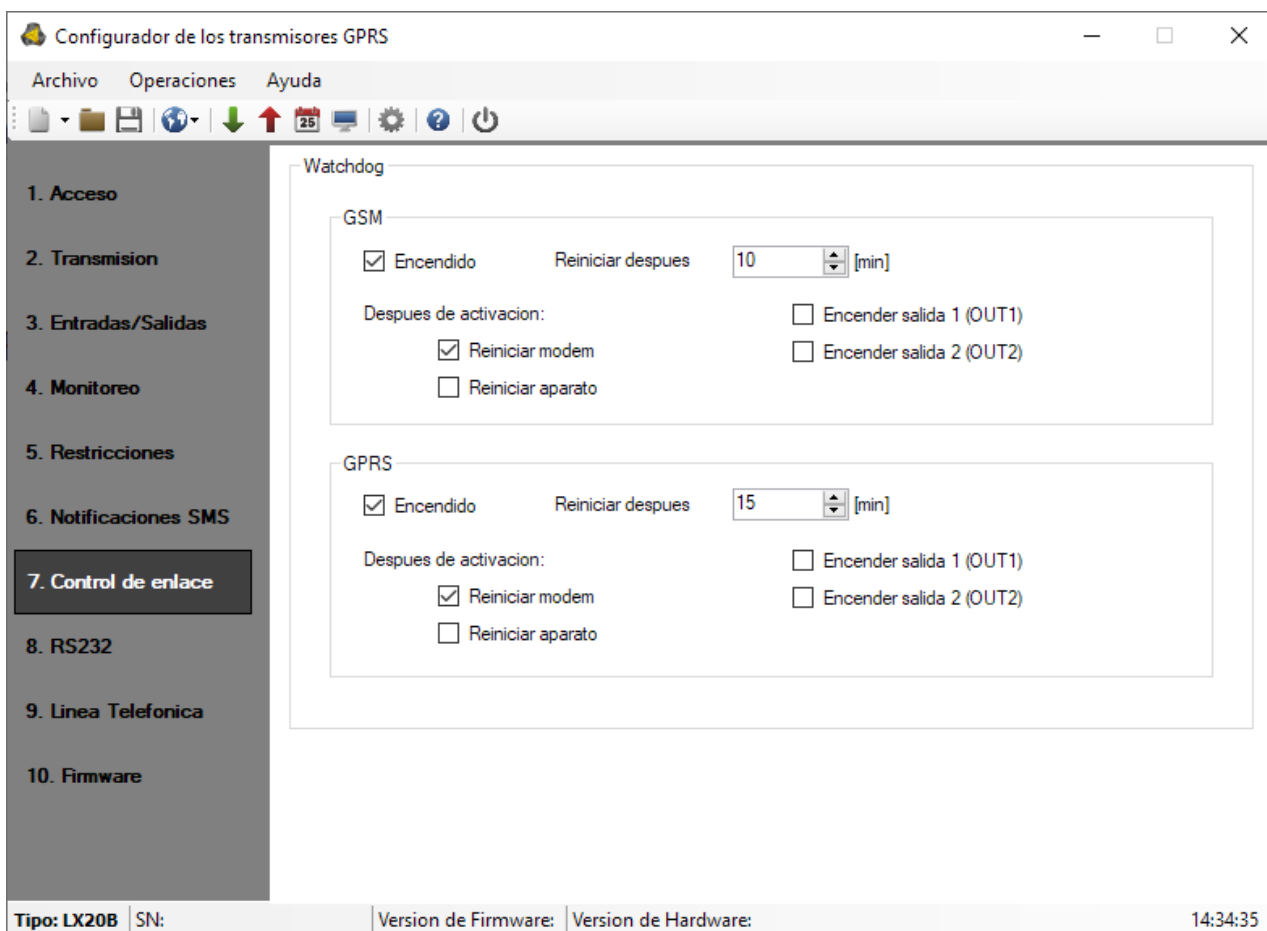 Configurador de los transmisores GPRS
Archivo Operaciones Ayuda
25
1. Acceso
2. Transmision
3. Entradas/Salidas
4. Monitoreo
5. Restricciones
6. Notificaciones SMS
7. Control de enlace
8. RS232
9. Linea Telefonica
10. Firmware
Watchdog
GSM
Encendido Reiniciar despues 10 [min]
Despues de activacion: Encender salida 1 (OUT1)
Reiniciar modem Encender salida 2 (OUT2)
Reiniciar aparato
GPRS
Encendido Reiniciar despues 15 [min]
Despues de activacion: Encender salida 1 (OUT1)
Reiniciar modem Encender salida 2 (OUT2)
Reiniciar aparato
Tipo: LX20B SN: Version de Firmware: Version de Hardware: 14:34:35